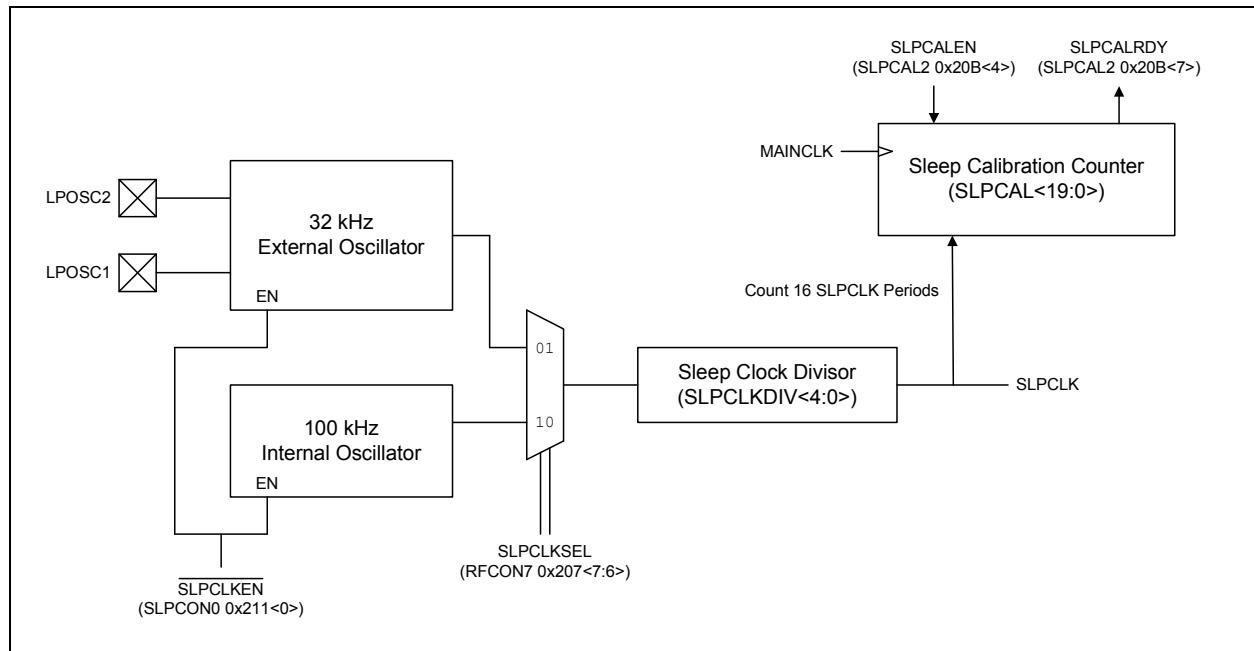 SLPCALEN
(SLPCAL2 0x20B<4>)
SLPCALRDY
(SLPCAL2 0x20B<7>)
MAINCLK
Sleep Calibration Counter
(SLPCAL<19:0>)
LPOSC2
LPOSC1
32 kHz
External Oscillator
EN
Count 16 SLPCLK Periods
01
10
Sleep Clock Divisor
(SLPCLKDIV<4:0>)
SLPCLK
100 kHz
Internal Oscillator
EN
SLPCLKEN
(SLPCON0 0x211<0>)
SLPCLKSEL
(RFCON7 0x207<7:6>)